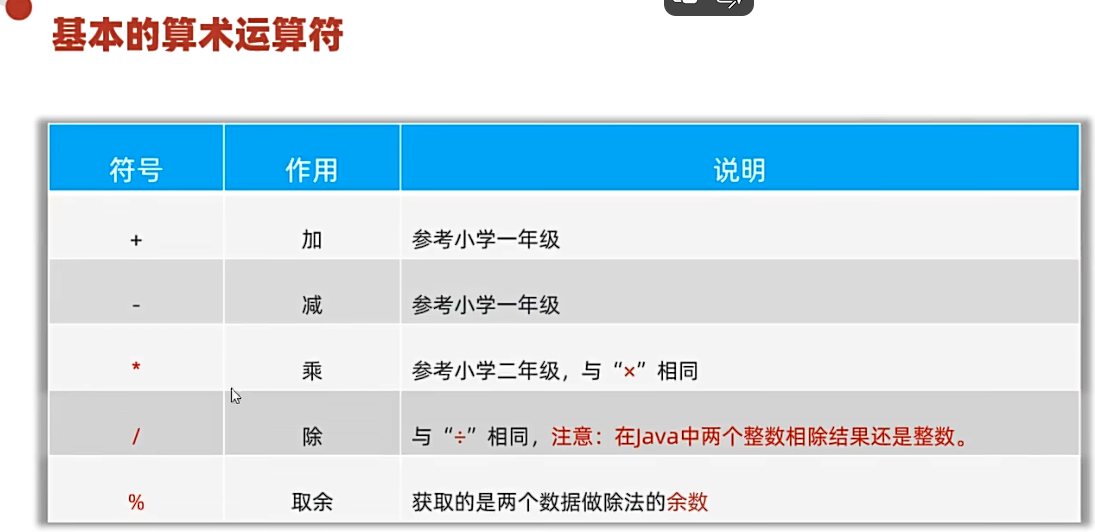 基本的算术运算符
符号 作用 说明
+ 加 参考小学一年级
- 减 参考小学一年级
* 乘 参考小学二年级，与“×”相同
/ 除 与“÷”相同，注意：在Java中两个整数相除结果还是整数。
% 取余 获取的是两个数据做除法的余数